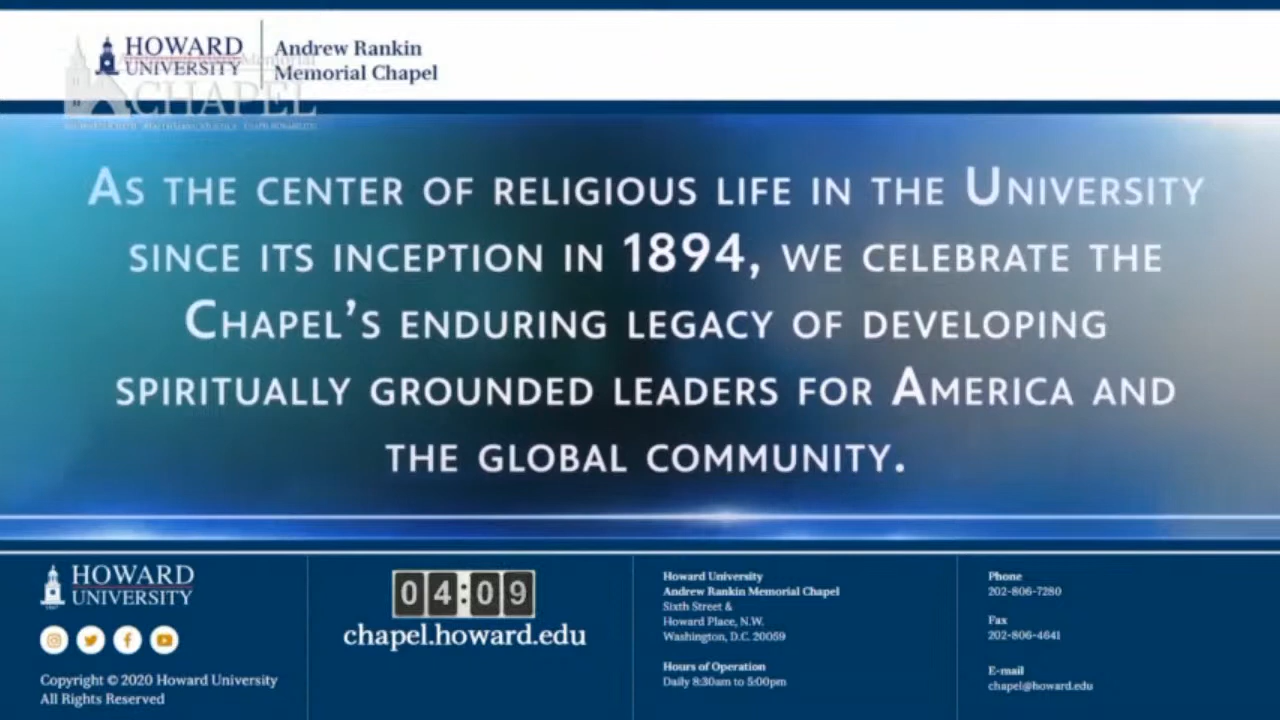 HOWARD
UNIVERSITY
Andrew Rankin
Memorial Chapel
CHAPEL
AS THE CENTER OF RELIGIOUS LIFE IN THE UNIVERSITY
SINCE ITS INCEPTION IN 1894, WE CELEBRATE THE
CHAPEL'S ENDURING LEGACY OF DEVELOPING
SPIRITUALLY GROUNDED LEADERS FOR AMERICA AND
THE GLOBAL COMMUNITY.
HOWARD
UNIVERSITY
Copyright © 2020 Howard University
All Rights Reserved
04:09
chapel.howard.edu
Howard University
Andrew Rankin Memorial Chapel
Sixth Street &
Howard Place, N.W.
Washington, D.C. 20059
Hours of Operation
Daily 8:30am to 5:00pm
Phone
202-806-7280
Fax
202-806-4641
E-mail
chapel@howard.edu